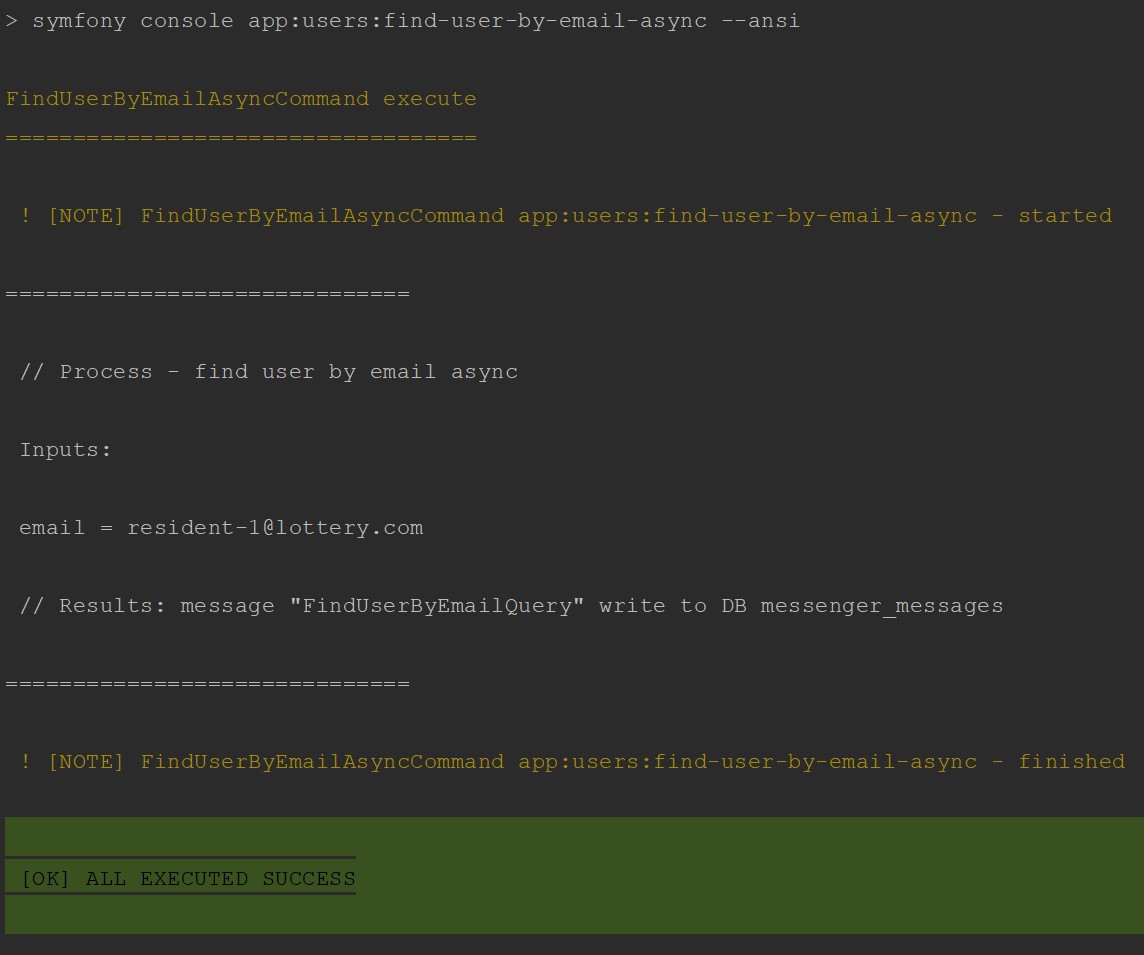 > symfony console app:users:find-user-by-email-async --ansi
FindUserByEmailAsyncCommand execute
===================================
! [NOTE] FindUserByEmailAsyncCommand app:users:find-user-by-email-async - started
==============================
// Process - find user by email async
Inputs:
email = resident-1@lottery.com
// Results: message "FindUserByEmailQuery" write to DB messenger_messages
==============================
! [NOTE] FindUserByEmailAsyncCommand app:users:find-user-by-email-async - finished
[OK] ALL EXECUTED SUCCESS